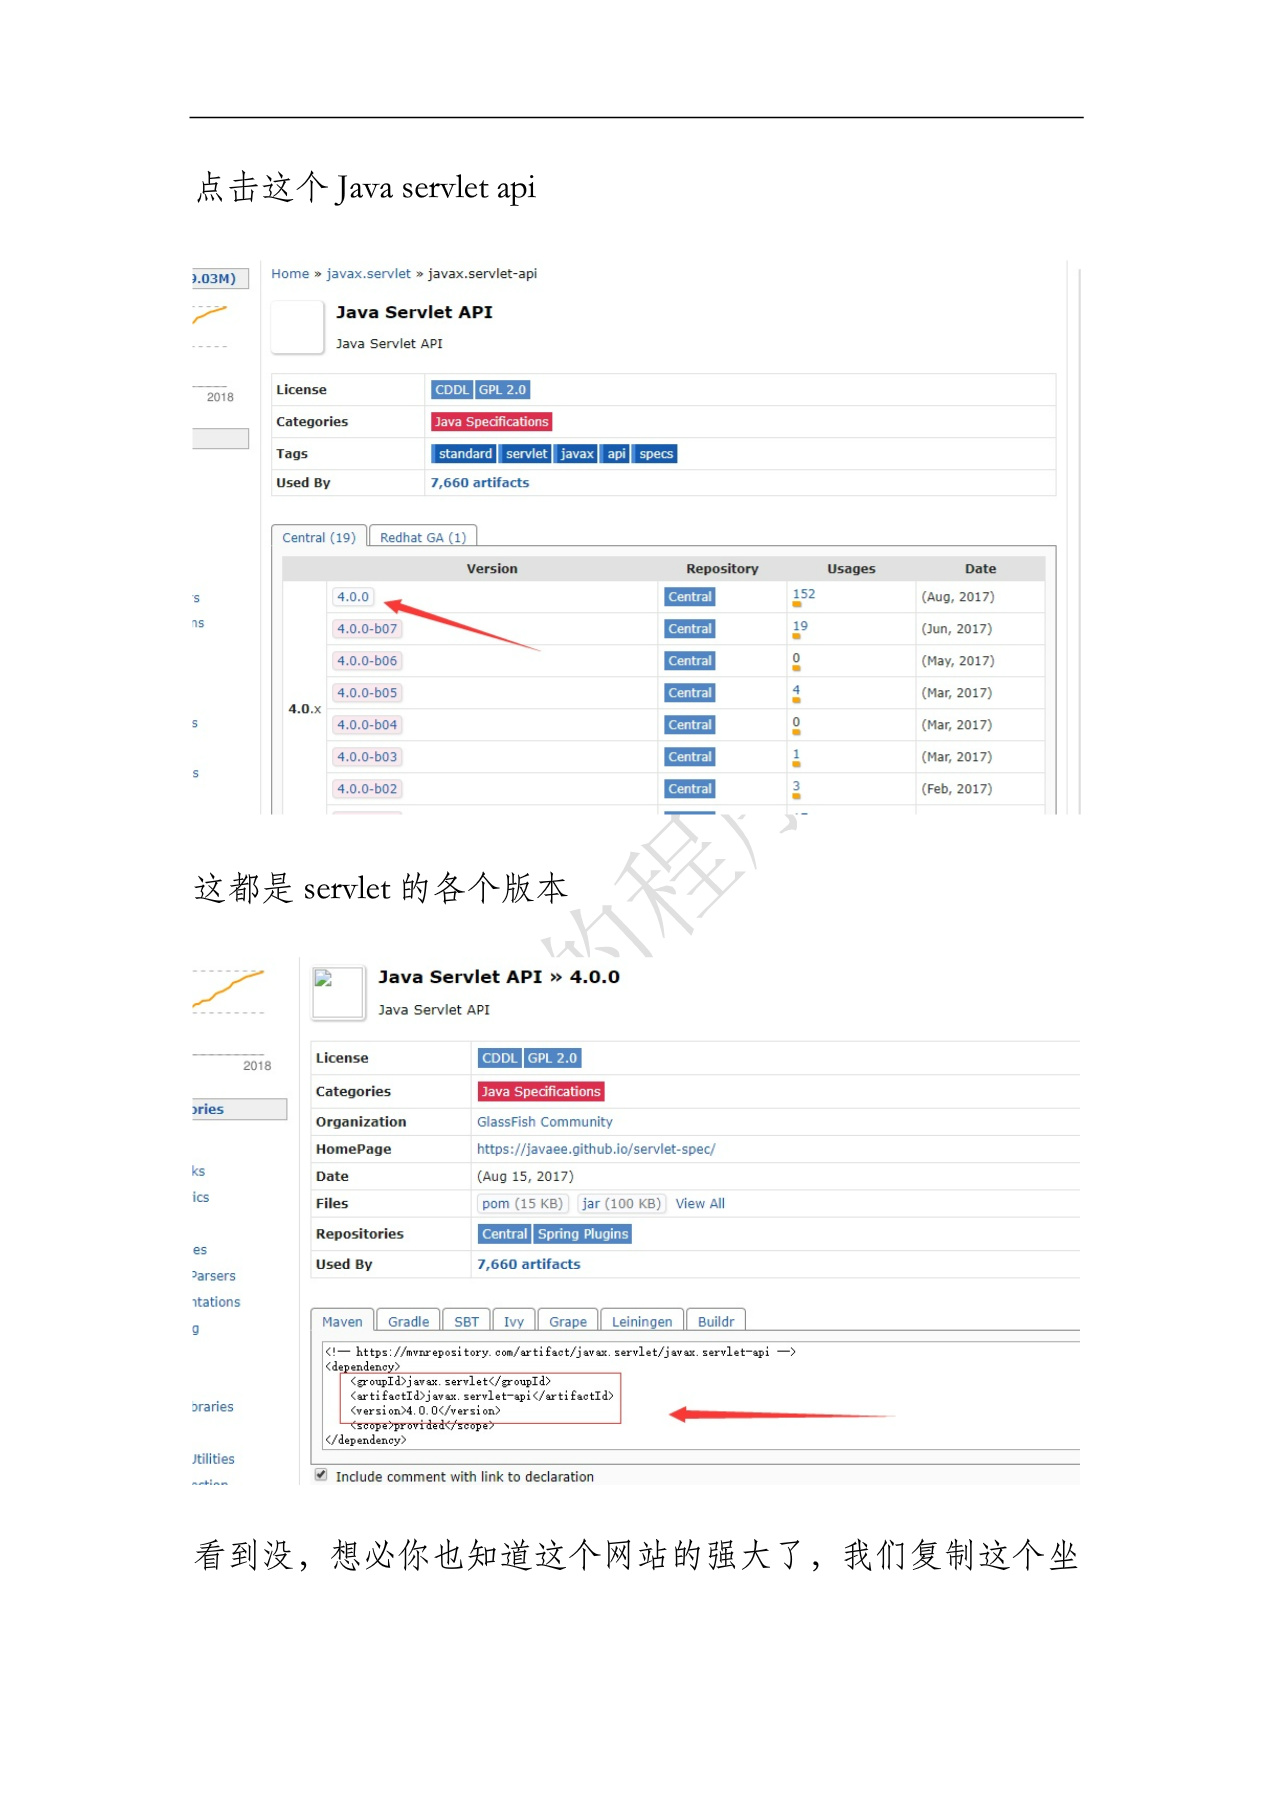 点击这个 Java servlet api
9.03M)
Home » javax.servlet » javax.servlet-api
Java Servlet API
Java Servlet API
2018
License CDDL GPL 2.0
Categories Java Specifications
Tags standard servlet javax api specs
Used By 7,660 artifacts
Central (19) Redhat GA (1)
Version Repository Usages Date
4.0.x
4.0.0 Central 152 (Aug, 2017)
4.0.0-b07 Central 19 (Jun, 2017)
4.0.0-b06 Central 0 (May, 2017)
4.0.0-b05 Central 4 (Mar, 2017)
4.0.0-b04 Central 0 (Mar, 2017)
4.0.0-b03 Central 1 (Mar, 2017)
4.0.0-b02 Central 3 (Feb, 2017)
的程序
这都是 servlet 的各个版本
Java Servlet API » 4.0.0
Java Servlet API
2018
License CDDL GPL 2.0
Categories Java Specifications
Organization GlassFish Community
HomePage https://javaee.github.io/servlet-spec/
Date (Aug 15, 2017)
Files pom (15 KB) jar (100 KB) View All
Repositories Central Spring Plugins
Used By 7,660 artifacts
ories
ks
ics
es
Parsers
ntations
g
braries
Utilities
Maven Gradle SBT Ivy Grape Leiningen Buildr
<!-- https://mvnrepository.com/artifact/javax.servlet/javax.servlet-api -->
<dependency>
<groupId>javax.servlet</groupId>
<artifactId>javax.servlet-api</artifactId>
<version>4.0.0</version>
<scope>provided</scope>
</dependency>
Include comment with link to declaration
看到没，想必你也知道这个网站的强大了，我们复制这个坐